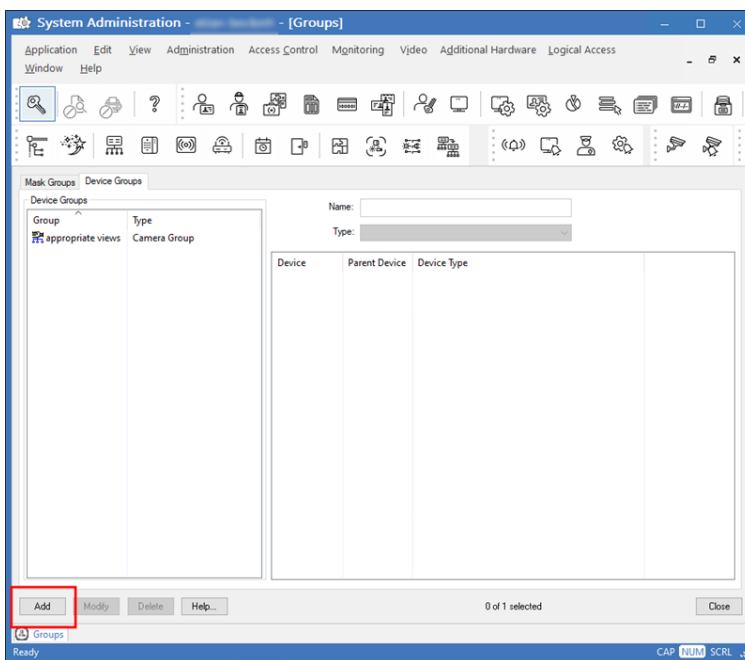 System Administration - - [Groups]
Application Edit View Administration Access Control Monitoring Video Additional Hardware Logical Access
Window Help
Mask Groups Device Groups
Device Groups
Group Type
appropriate views Camera Group
Name:
Type:
Device Parent Device Device Type
Add Modify Delete Help... 0 of 1 selected Close
Groups
Ready CAP NUM SCRL